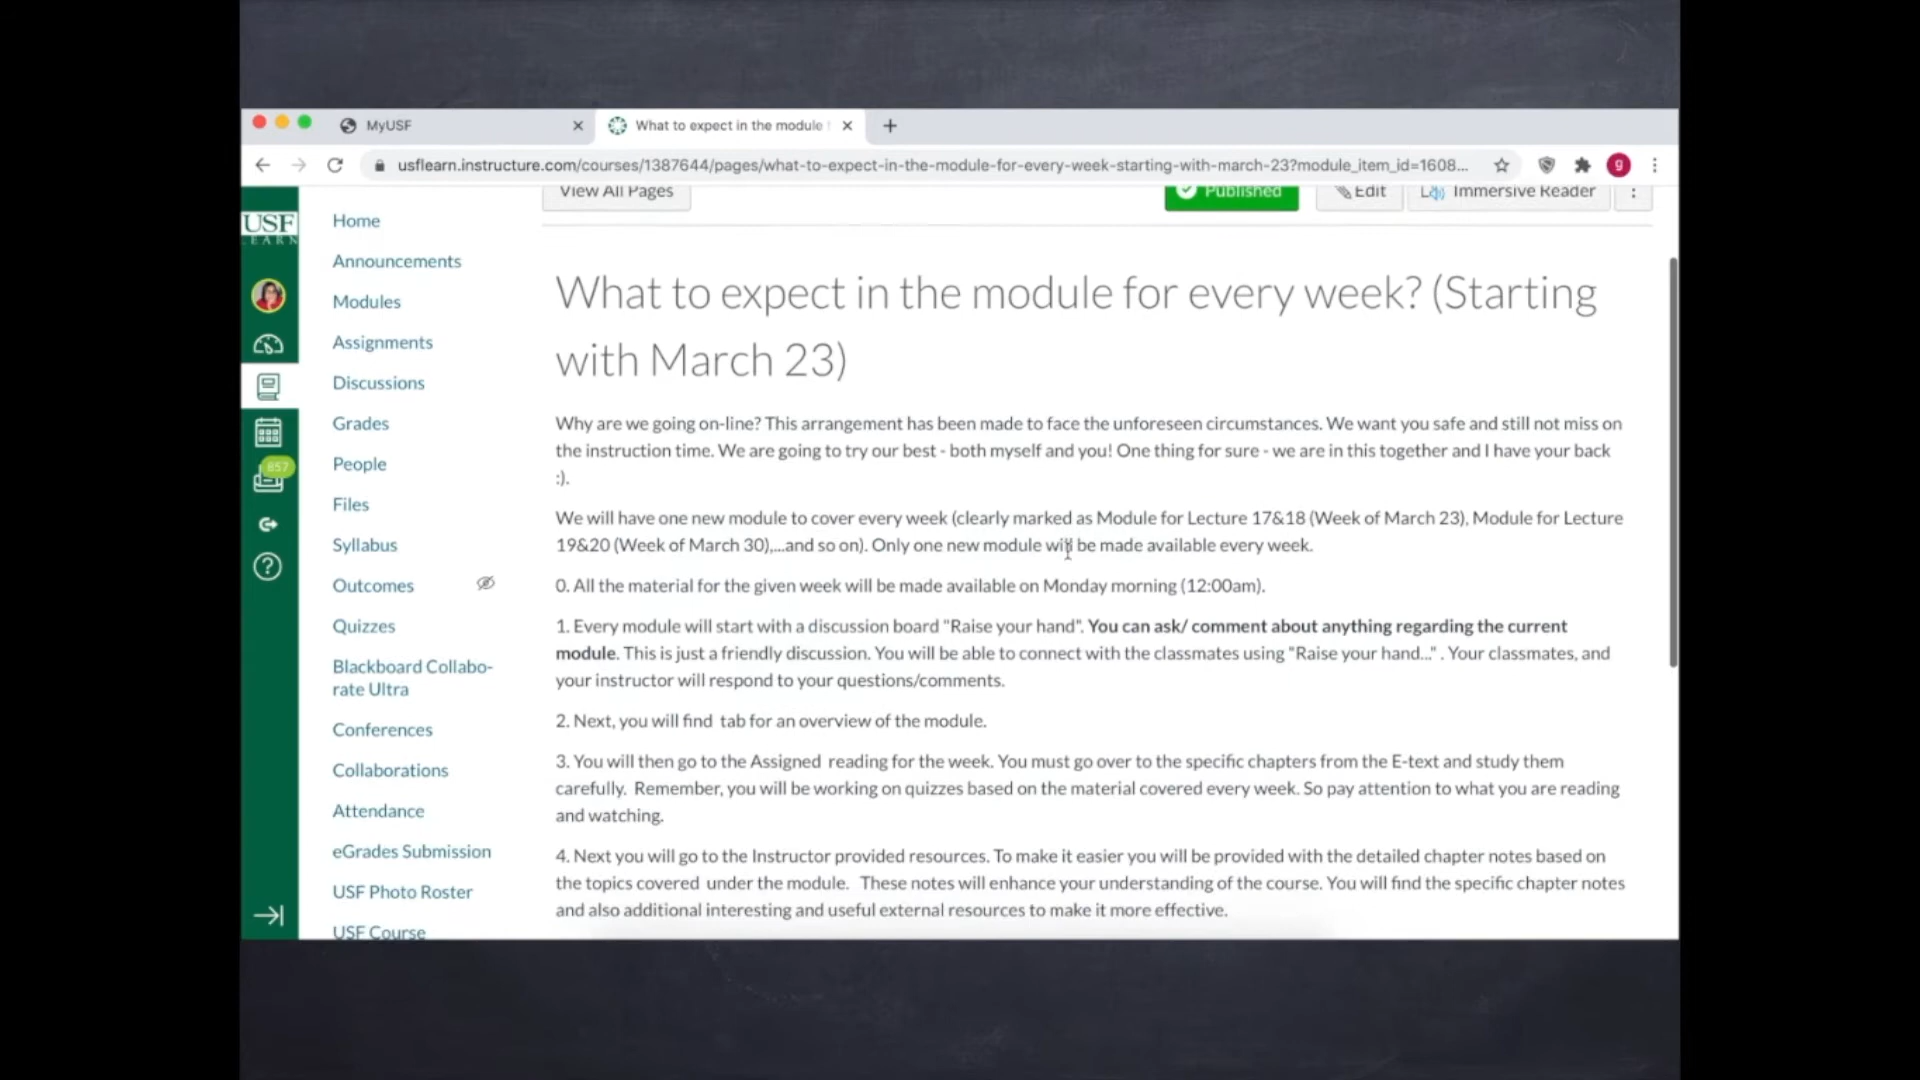 MyUSF
What to expect in the module
usflearn.instructure.com/courses/1387644/pages/what-to-expect-in-the-module-for-every-week-starting-with-march-23?module_item_id=1608...
g
View All Pages
Published
Edit
Immersive Reader
USF
LEARN
857
Home
Announcements
Modules
Assignments
Discussions
Grades
People
Files
Syllabus
Outcomes
Quizzes
Blackboard Collabo-
rate Ultra
Conferences
Collaborations
Attendance
eGrades Submission
USF Photo Roster
USF Course
What to expect in the module for every week? (Starting
with March 23)
Why are we going on-line? This arrangement has been made to face the unforeseen circumstances. We want you safe and still not miss on
the instruction time. We are going to try our best - both myself and you! One thing for sure - we are in this together and I have your back
:).
We will have one new module to cover every week (clearly marked as Module for Lecture 17&18 (Week of March 23), Module for Lecture
19&20 (Week of March 30),...and so on). Only one new module will be made available every week.
0. All the material for the given week will be made available on Monday morning (12:00am).
1. Every module will start with a discussion board "Raise your hand". You can ask/ comment about anything regarding the current
module. This is just a friendly discussion. You will be able to connect with the classmates using "Raise your hand..." . Your classmates, and
your instructor will respond to your questions/comments.
2. Next, you will find tab for an overview of the module.
3. You will then go to the Assigned reading for the week. You must go over to the specific chapters from the E-text and study them
carefully. Remember, you will be working on quizzes based on the material covered every week. So pay attention to what you are reading
and watching.
4. Next you will go to the Instructor provided resources. To make it easier you will be provided with the detailed chapter notes based on
the topics covered under the module. These notes will enhance your understanding of the course. You will find the specific chapter notes
and also additional interesting and useful external resources to make it more effective.